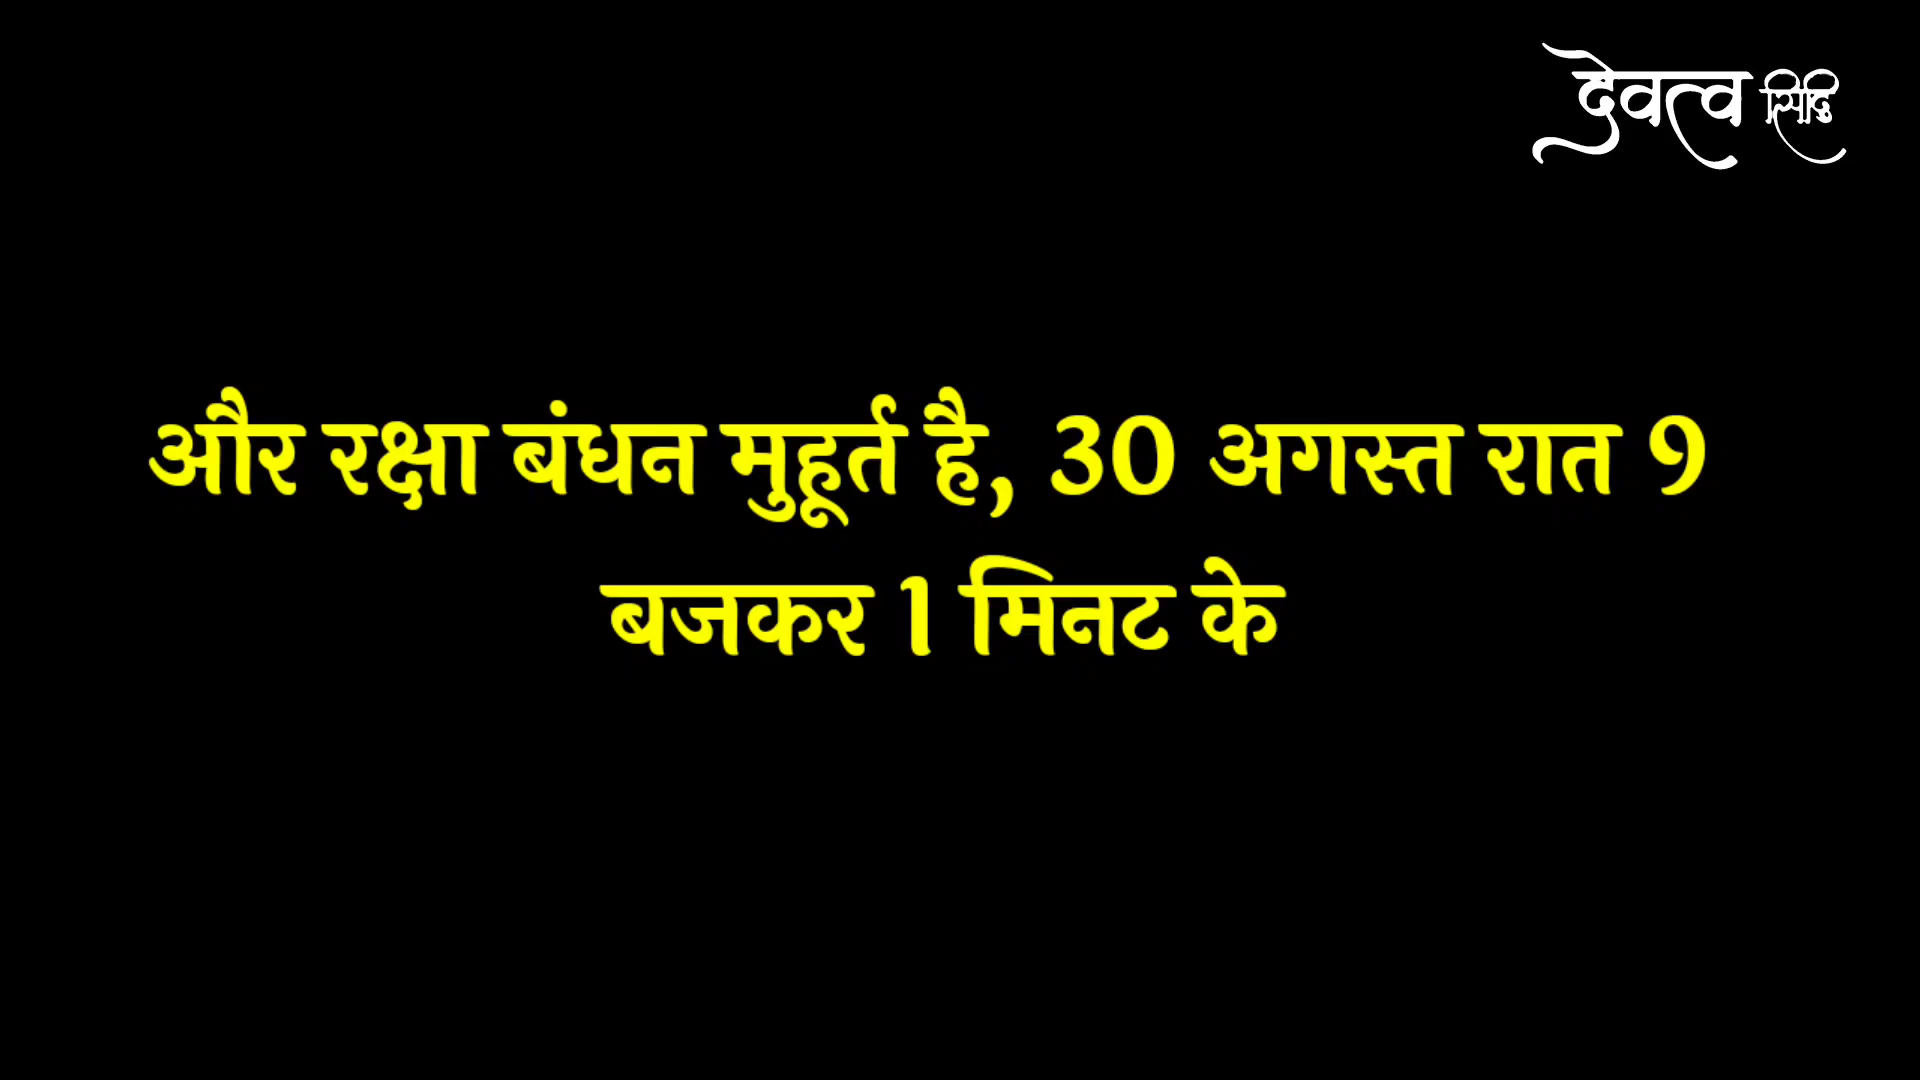 देवत्व सिद्धि
और रक्षा बंधन मुहूर्त है, 30 अगस्त रात 9
बजकर 1 मिनट के